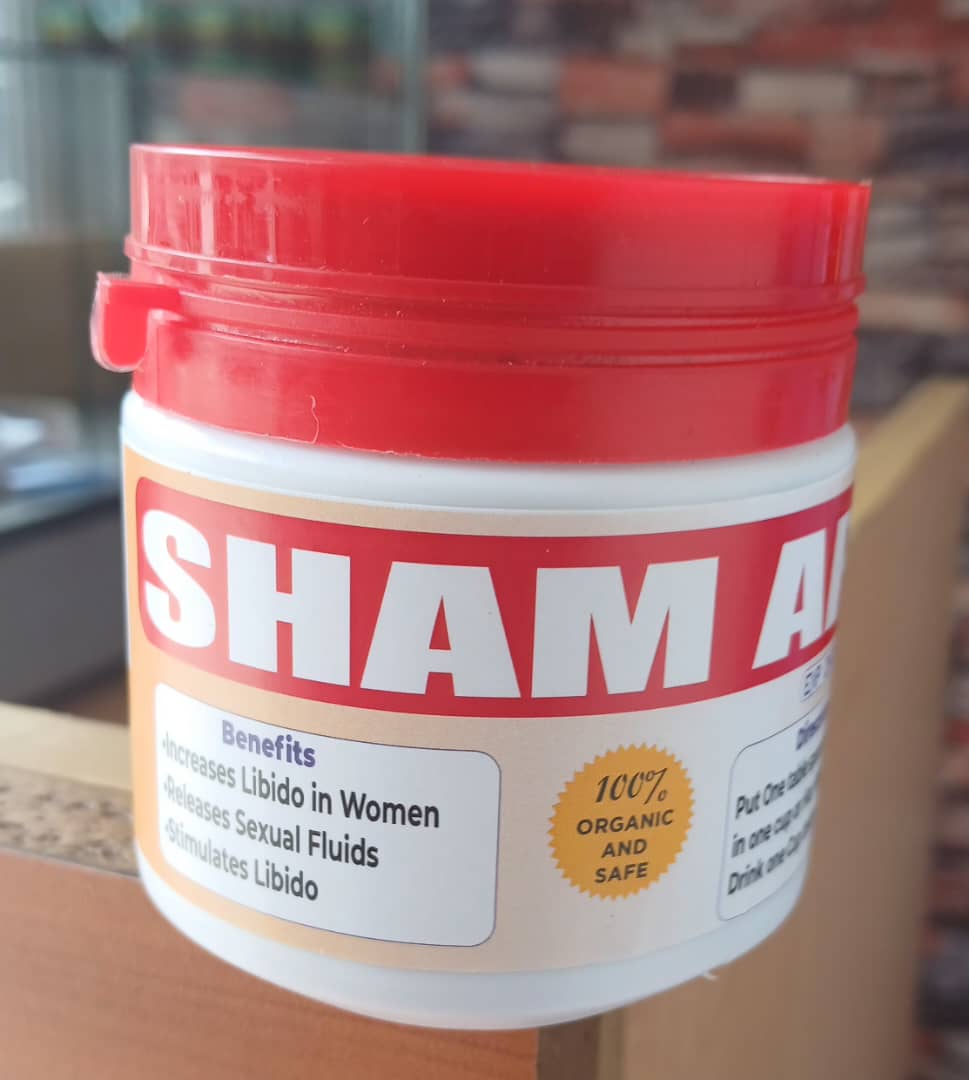 SHAM
Benefits
•Increases Libido in Women
•Releases Sexual Fluids
•Stimulates Libido
100%
ORGANIC
AND
SAFE
Put One
in one cup
Drink one